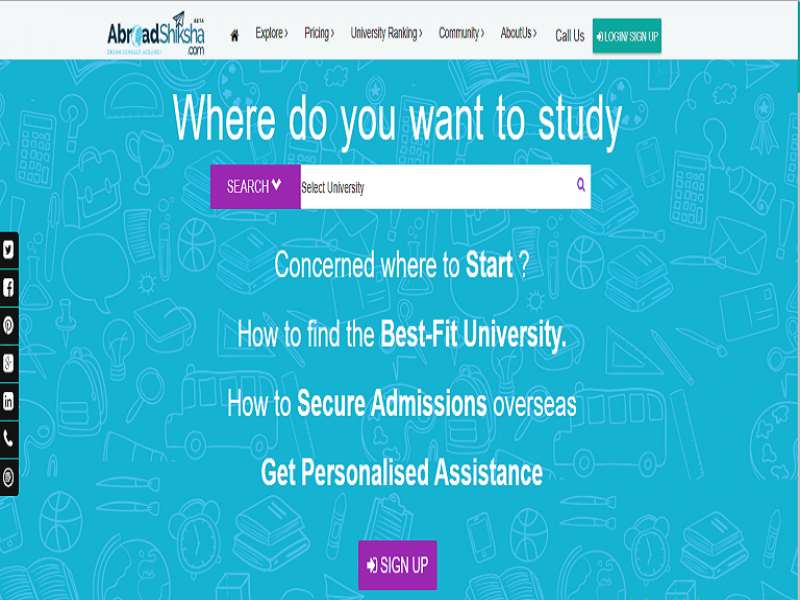 AbroadShiksha
BETA
DREAM CONSULT ACQUIRE!
.com
Explore
Pricing
University Ranking
Community
AboutUs
Call Us
LOGIN/ SIGN UP
Where do you want to study
SEARCH
Select University
Concerned where to Start ?
How to find the Best-Fit University.
How to Secure Admissions overseas
Get Personalised Assistance
SIGN UP